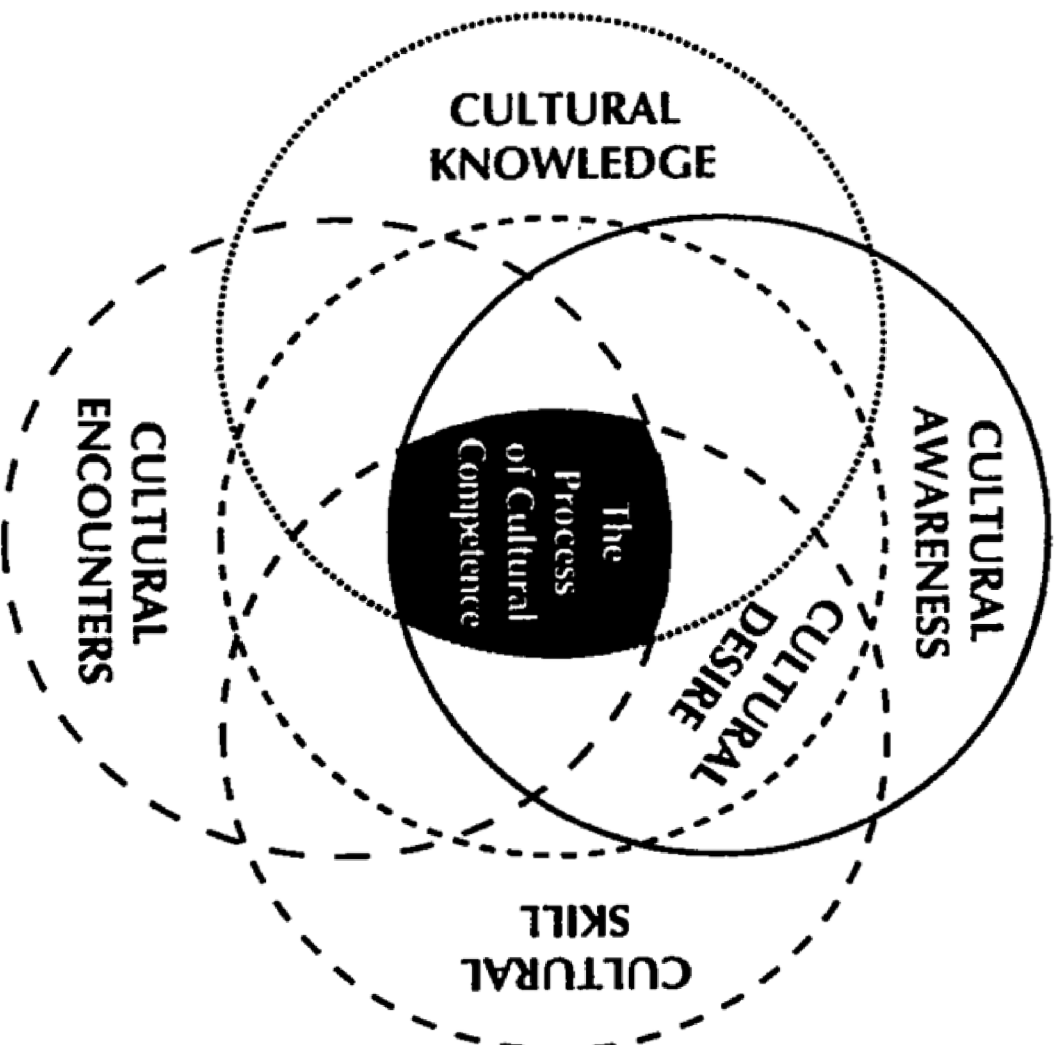 CULTURAL
KNOWLEDGE
CULTURAL
AWARENESS
CULTURAL
ENCOUNTERS
The
Process
of Cultural
Competence
CULTURAL
DESIRE
CULTURAL
SKILL